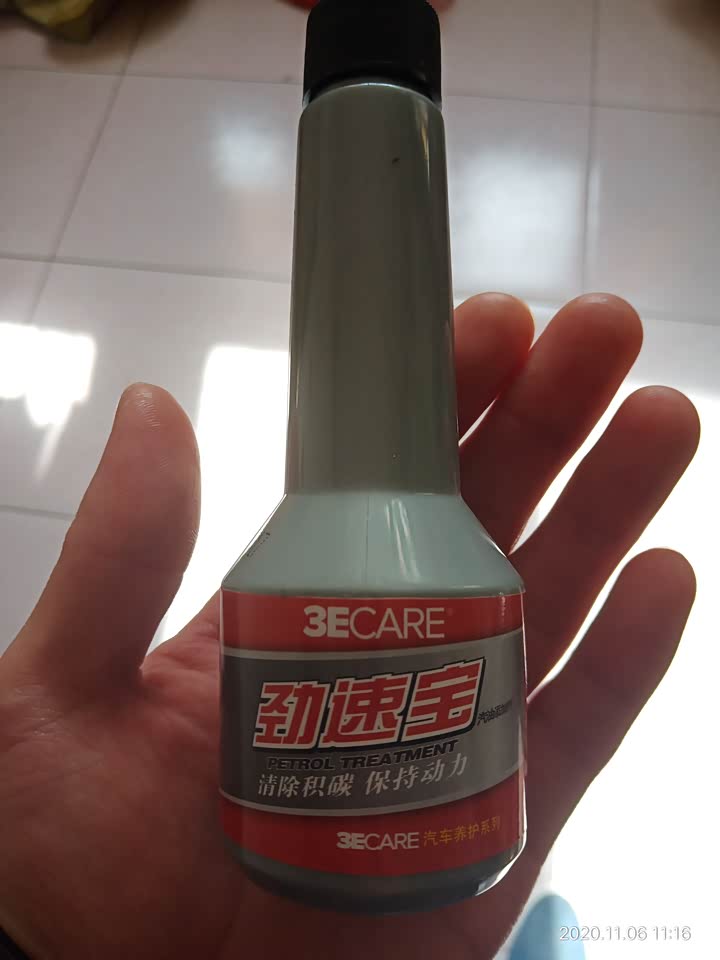 3ECARE®
劲速宝
PETROL TREATMENT
清除积碳 保持动力
3ECARE 汽车养护系列
2020.11.06 11:16